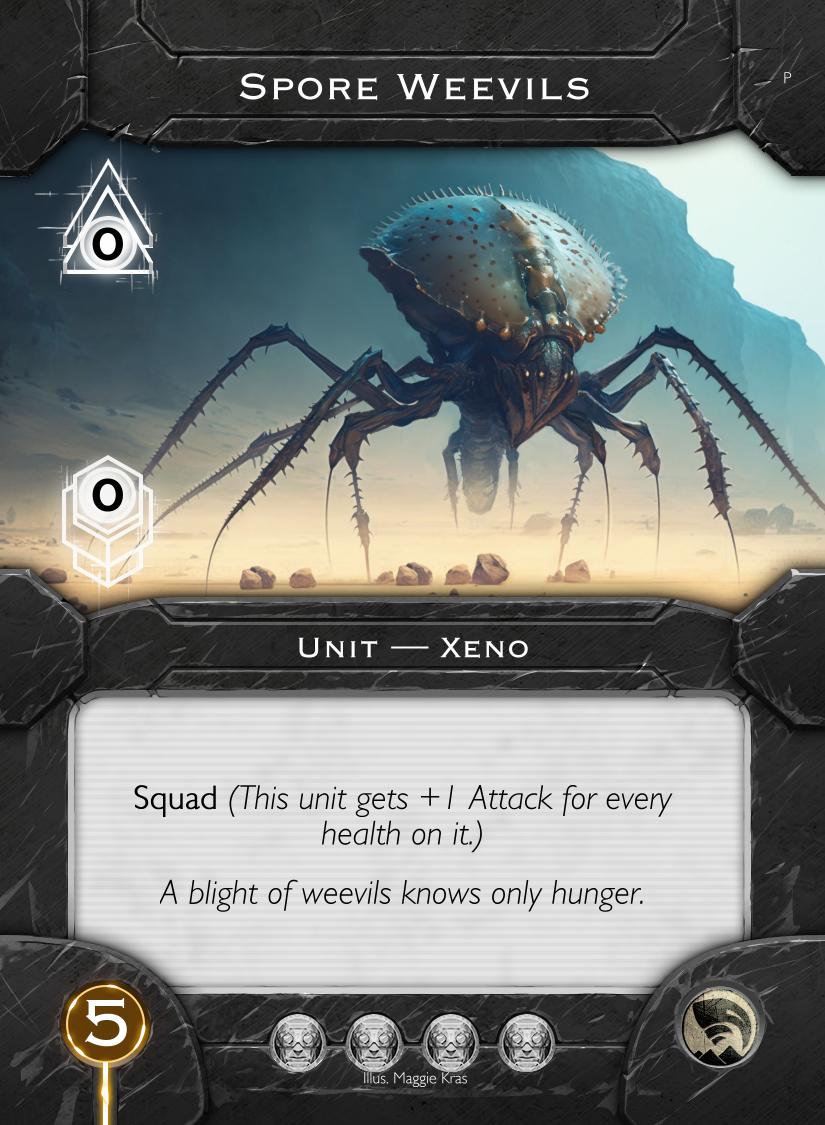 Spore Weevils
P
0
0
Unit — Xeno
Squad (This unit gets +1 Attack for every
health on it.)
A blight of weevils knows only hunger.
5
Illus. Maggie Kras